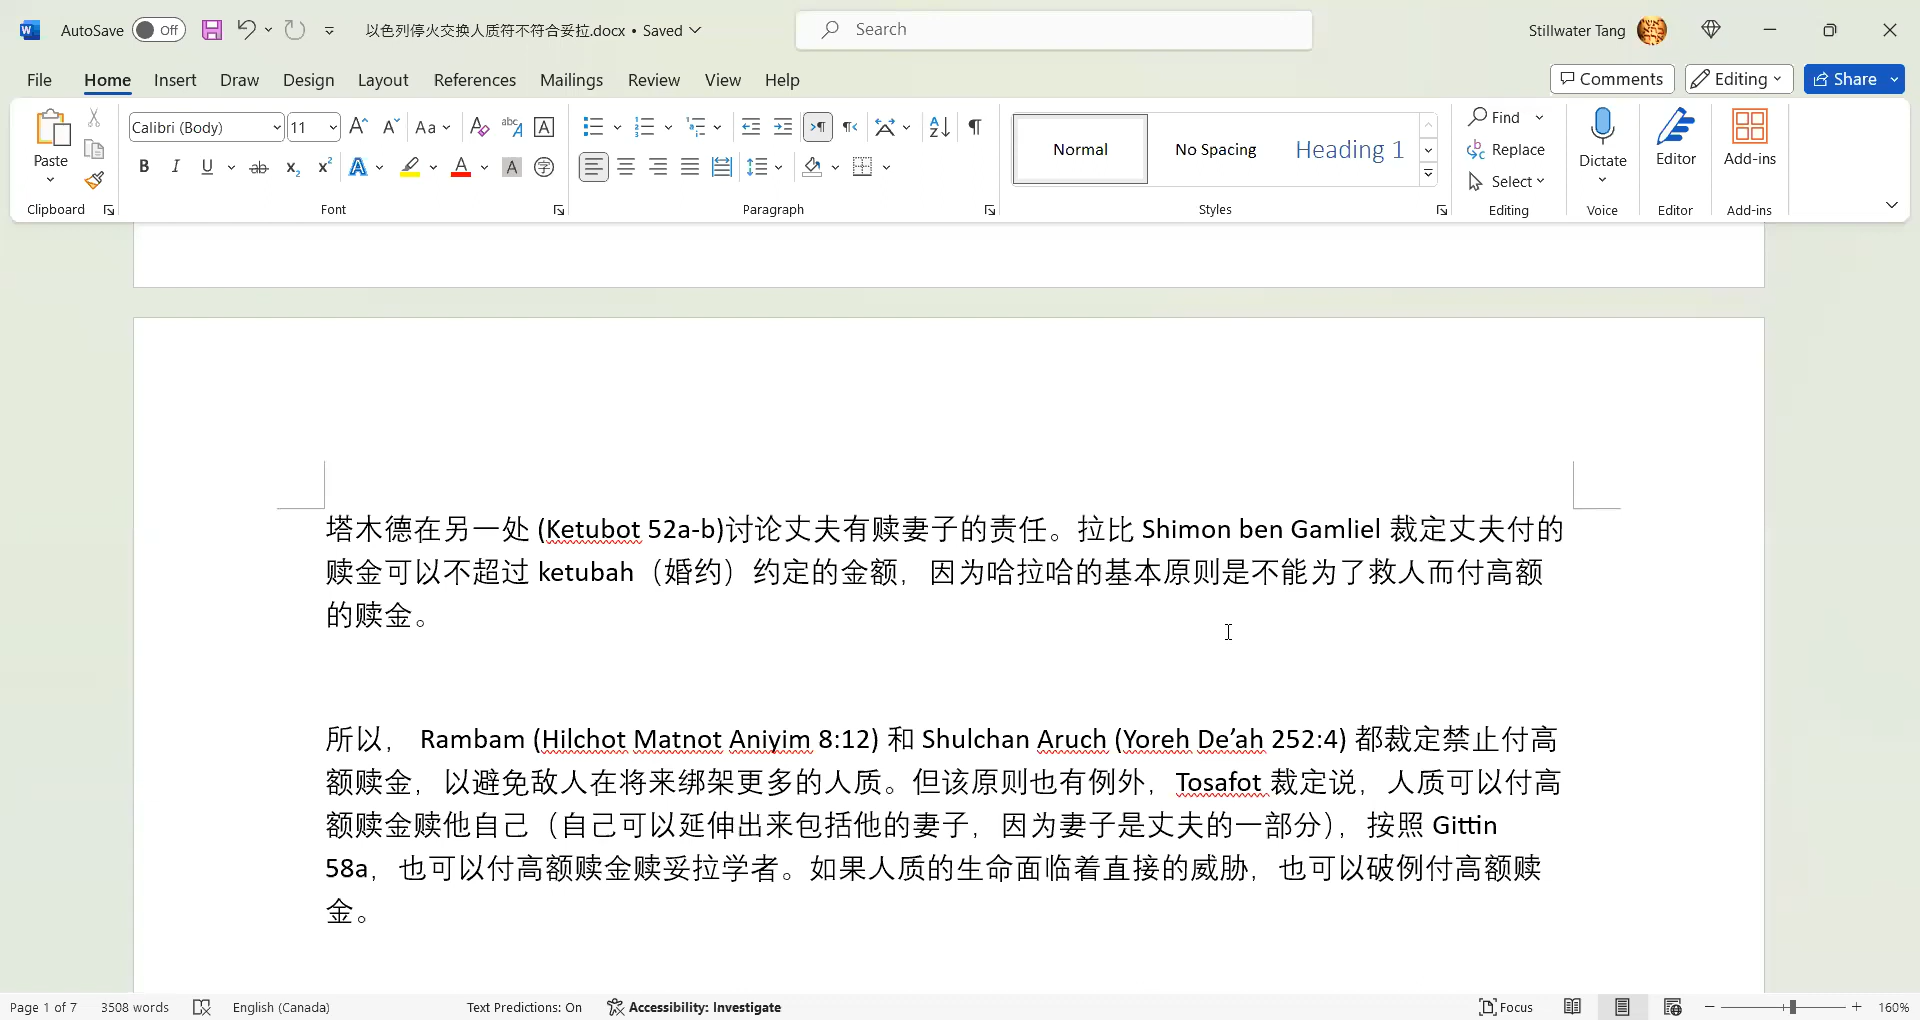 AutoSave Off 以色列停火交换人质符不符合妥拉.docx • Saved Search Stillwater Tang
File Home Insert Draw Design Layout References Mailings Review View Help Comments Editing Share
Paste Calibri (Body) 11 Aa Normal No Spacing Heading 1 Find Replace Select Dictate Editor Add-ins
B I U ab x₂ x² A A A 字
Clipboard Font Paragraph Styles Editing Voice Editor Add-ins
塔木德在另一处 (Ketubot 52a-b)讨论丈夫有赎妻子的责任。拉比 Shimon ben Gamliel 裁定丈夫付的
赎金可以不超过 ketubah（婚约）约定的金额，因为哈拉哈的基本原则是不能为了救人而付高额
的赎金。
所以， Rambam (Hilchot Matnot Aniyim 8:12) 和 Shulchan Aruch (Yoreh De’ah 252:4) 都裁定禁止付高
额赎金，以避免敌人在将来绑架更多的人质。但该原则也有例外，Tosafot 裁定说，人质可以付高
额赎金赎他自己（自己可以延伸出来包括他的妻子，因为妻子是丈夫的一部分），按照 Gittin
58a，也可以付高额赎金赎妥拉学者。如果人质的生命面临着直接的威胁，也可以破例付高额赎
金。
Page 1 of 7 3508 words English (Canada) Text Predictions: On Accessibility: Investigate Focus 160%